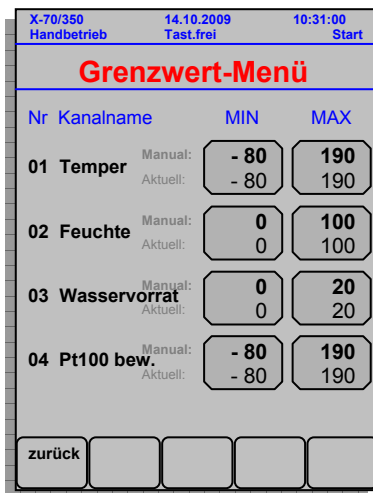 X-70/350 14.10.2009 10:31:00
Handbetrieb Tast.frei Start
Grenzwert-Menü
Nr Kanalname MIN MAX
01 Temper Manual: - 80 190
Aktuell: - 80 190
02 Feuchte Manual: 0 100
Aktuell: 0 100
03 Wasservorrat Manual: 0 20
Aktuell: 0 20
04 Pt100 bew. Manual: - 80 190
Aktuell: - 80 190
zurück